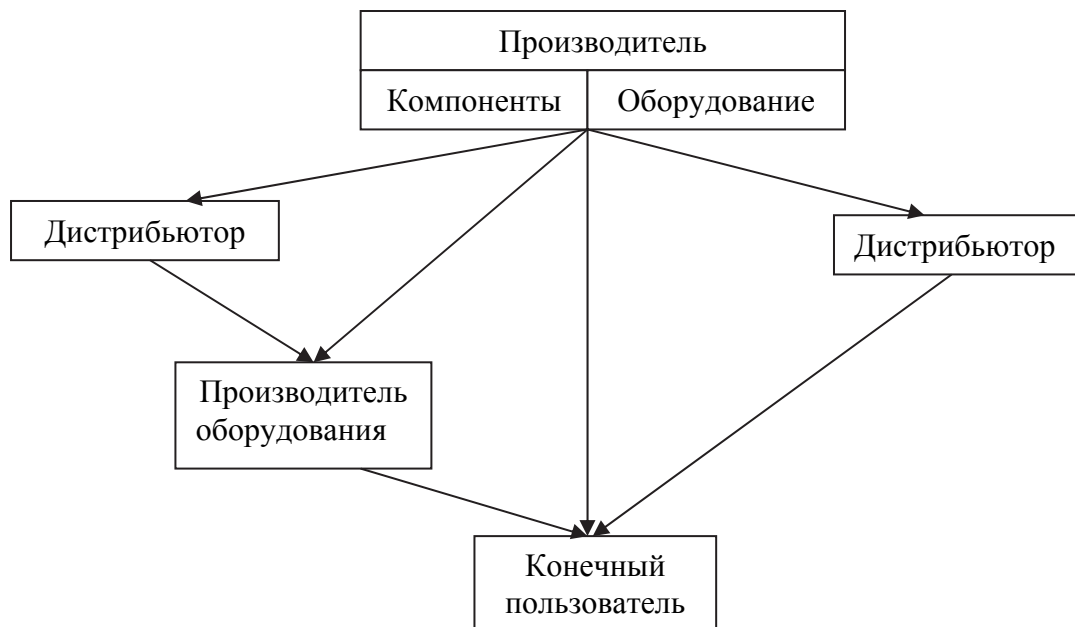 Производитель
Компоненты
Оборудование
Дистрибьютор
Дистрибьютор
Производитель
оборудования
Конечный
пользователь